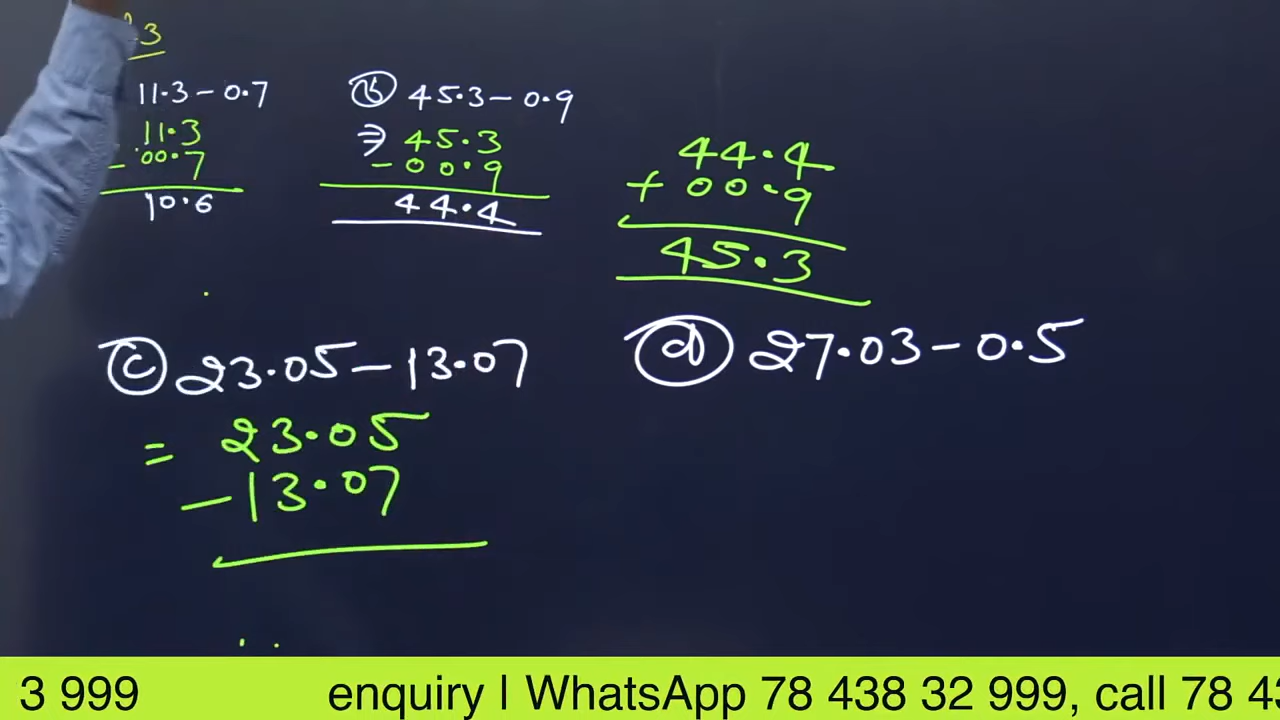 .3
11.3 - 0.7
11.3
- 00.7
10.6
(b) 45.3 - 0.9
⇒ 45.3
- 00.9
44.4
44.4
+ 00.9
45.3
(c) 23.05 - 13.07
= 23.05
- 13.07
(d) 27.03 - 0.5
3 999 enquiry | WhatsApp 78 438 32 999, call 78 43